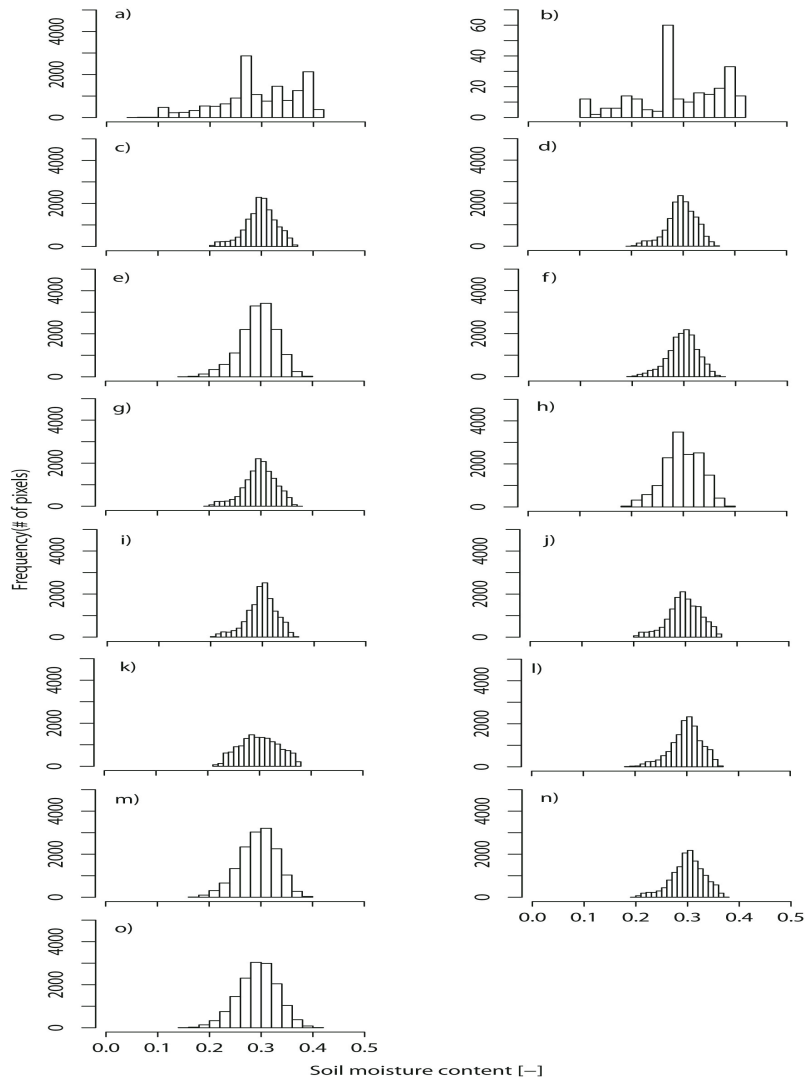 a)
0 2000 4000
b)
0 20 40 60
c)
0 2000 4000
d)
0 2000 4000
e)
0 2000 4000
f)
0 2000 4000
g)
0 2000 4000
h)
0 2000 4000
i)
0 2000 4000
j)
0 2000 4000
k)
0 2000 4000
l)
0 2000 4000
m)
0 2000 4000
n)
0 2000 4000
0.0 0.1 0.2 0.3 0.4 0.5
o)
0 2000 4000
0.0 0.1 0.2 0.3 0.4 0.5
Frequency(# of pixels)
Soil moisture content [−]